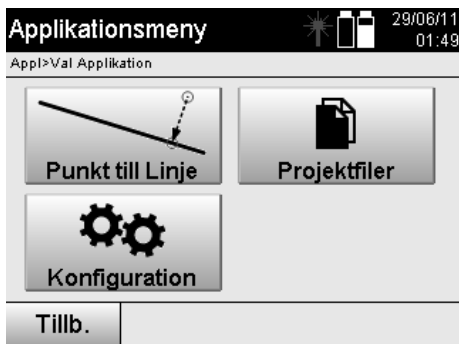 Applikationsmeny
29/06/11
01:49
Appl>Val Applikation
Punkt till Linje
Projektfiler
Konfiguration
Tillb.